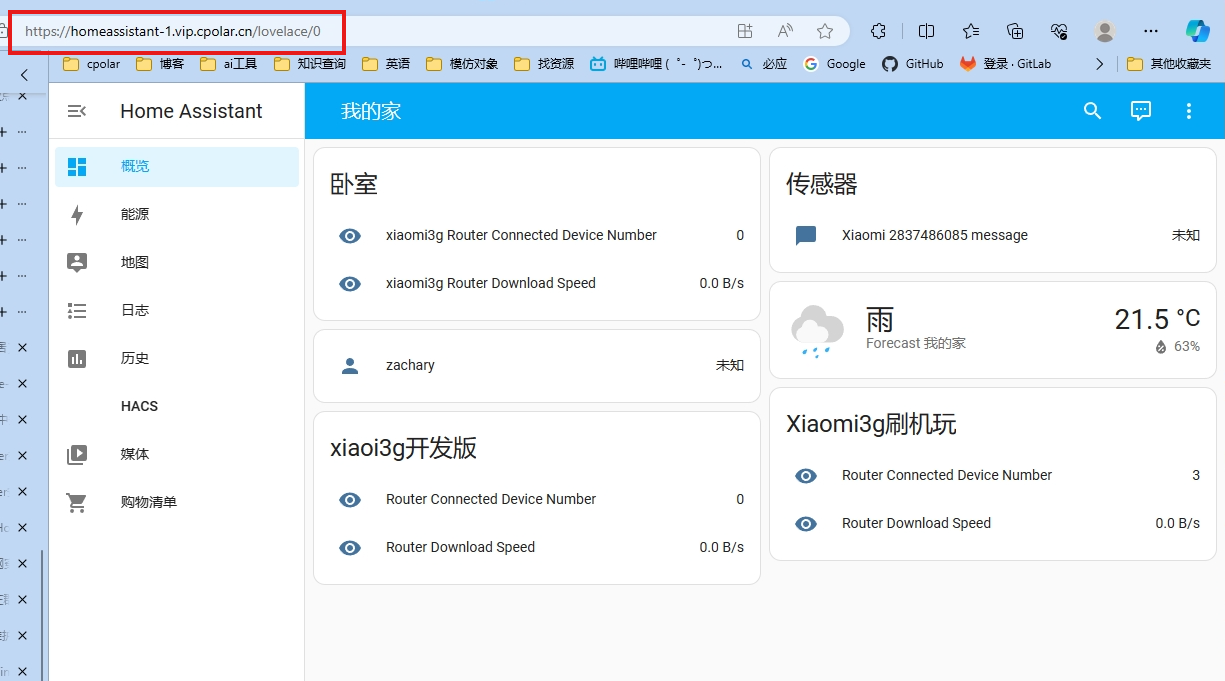 https://homeassistant-1.vip.cpolar.cn/lovelace/0
cpolar 博客 ai工具 知识查询 英语 模仿对象 找资源 哔哩哔哩 ( ゜- ゜)つ... 必应 Google GitHub 登录 · GitLab 其他收藏夹
Home Assistant
我的家
概览
能源
地图
日志
历史
HACS
媒体
购物清单
卧室
xiaomi3g Router Connected Device Number 0
xiaomi3g Router Download Speed 0.0 B/s
zachary 未知
xiaoi3g开发版
Router Connected Device Number 0
Router Download Speed 0.0 B/s
传感器
Xiaomi 2837486085 message 未知
雨 21.5 °C
Forecast 我的家 63%
Xiaomi3g刷机玩
Router Connected Device Number 3
Router Download Speed 0.0 B/s